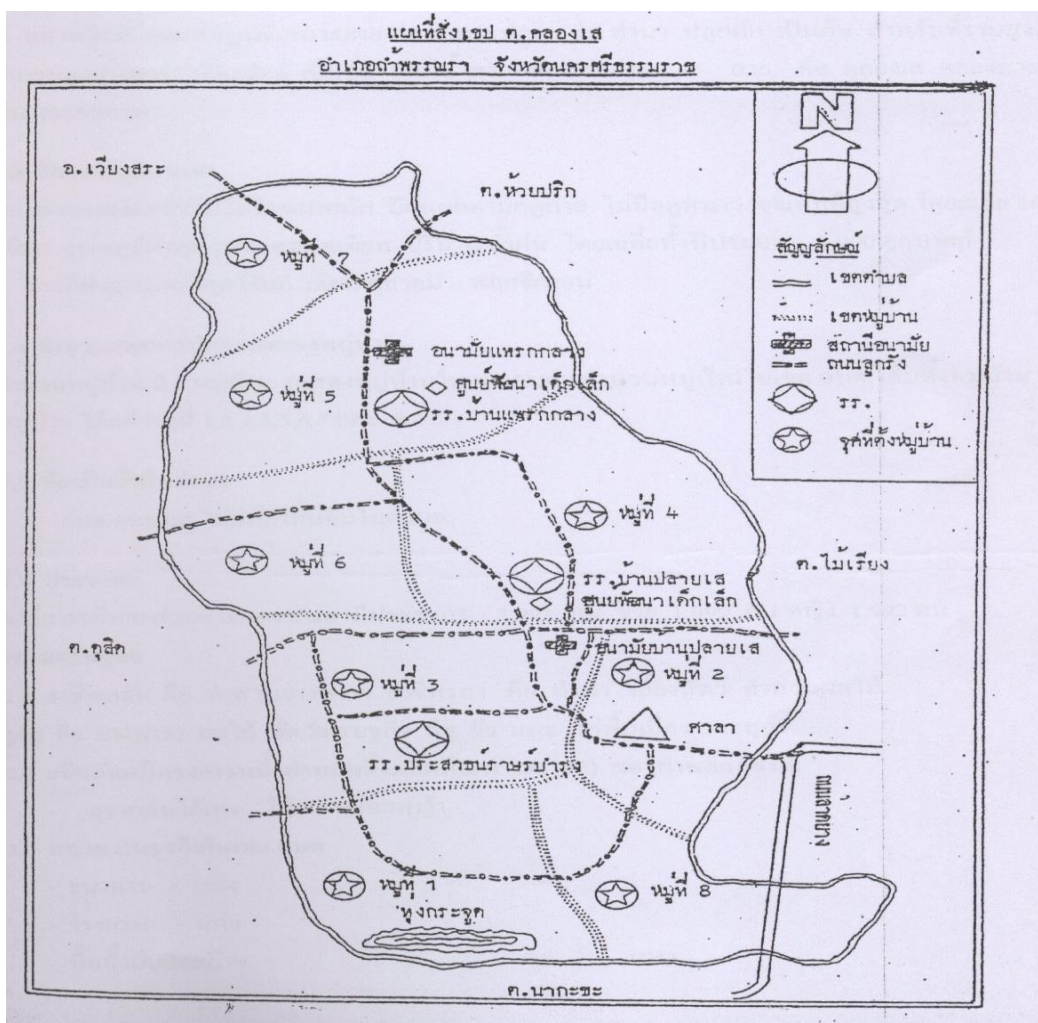 แผนที่สังเขป ต.คลองเส
อำเภอถ้ำพรรณรา จังหวัดนครศรีธรรมราช
อ.เวียงสระ
ต.ห้วยปริก
สัญญลักษณ์
เขตตำบล
เขตหมู่บ้าน
สถานีอนามัย
ถนนลูกรัง
รร.
จุดที่ตั้งหมู่บ้าน
หมู่ที่ 7
อนามัยแพรกกลาง
ศูนย์พัฒนาเด็กเล็ก
หมู่ที่ 5
รร.บ้านแพรกกลาง
หมู่ที่ 4
หมู่ที่ 6
รร.บ้านปลายเส
ศูนย์พัฒนาเด็กเล็ก
ต.ไม้เรียง
อนามัยบานปลายเส
ต.ดุสิต
หมู่ที่ 3
หมู่ที่ 2
ศาลา
รร.ประสาธน์ราษร์บำรุง
แม่น้ำตาปี
หมู่ที่ 1
หมู่ที่ 8
ทุ่งกระจูด
ต.นากะชะ